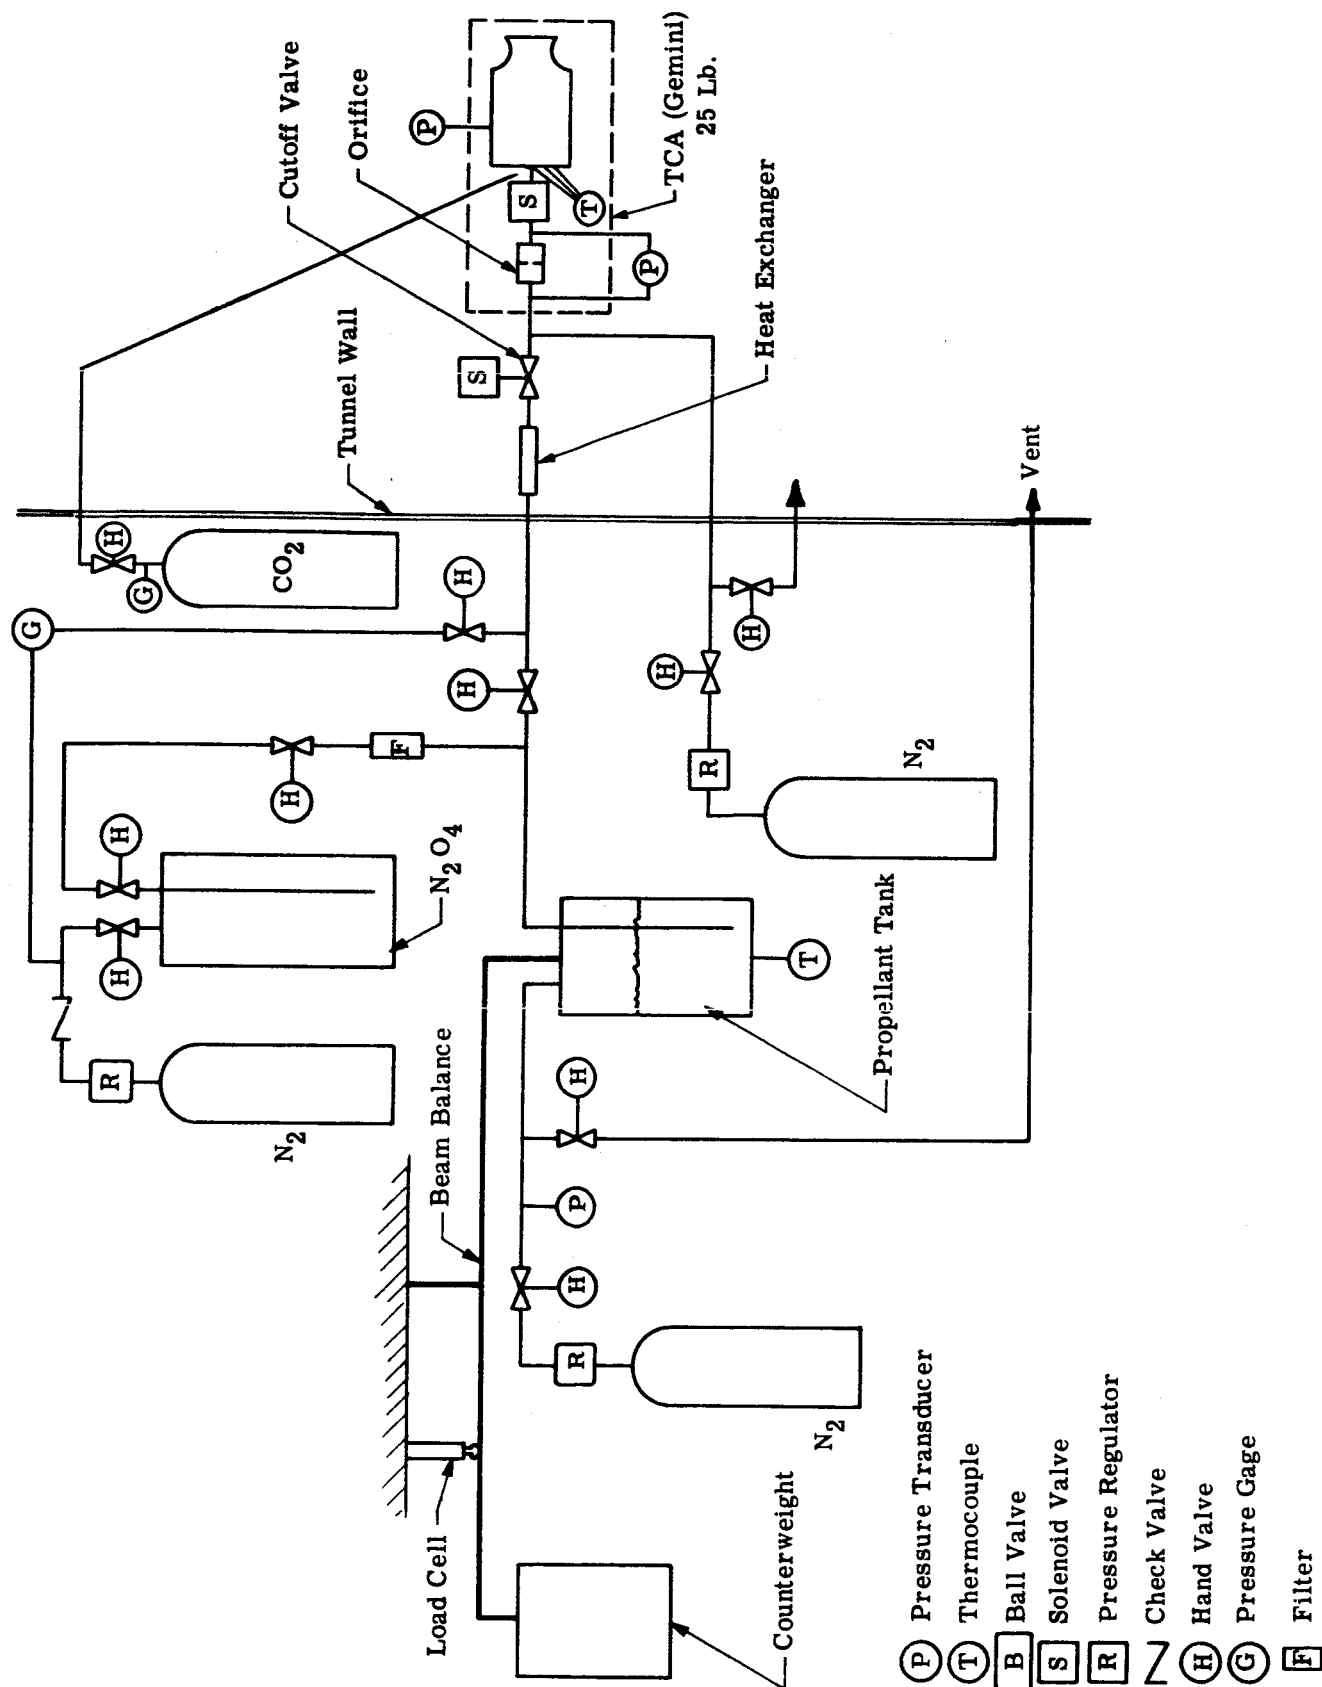 Cutoff Valve
Orifice
P
S
T
P
TCA (Gemini)
25 Lb.
Tunnel Wall
S
Heat Exchanger
H
G
CO2
G
H
H
H
F
H
H
N2O4
R
N2
H
H
R
N2
Vent
Beam Balance
Propellant Tank
T
H
P
H
R
N2
Load Cell
Counterweight
P Pressure Transducer
T Thermocouple
B Ball Valve
S Solenoid Valve
R Pressure Regulator
Check Valve
H Hand Valve
G Pressure Gage
F Filter